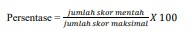 Persentase = jumlah skor mentah / jumlah skor maksimal X 100